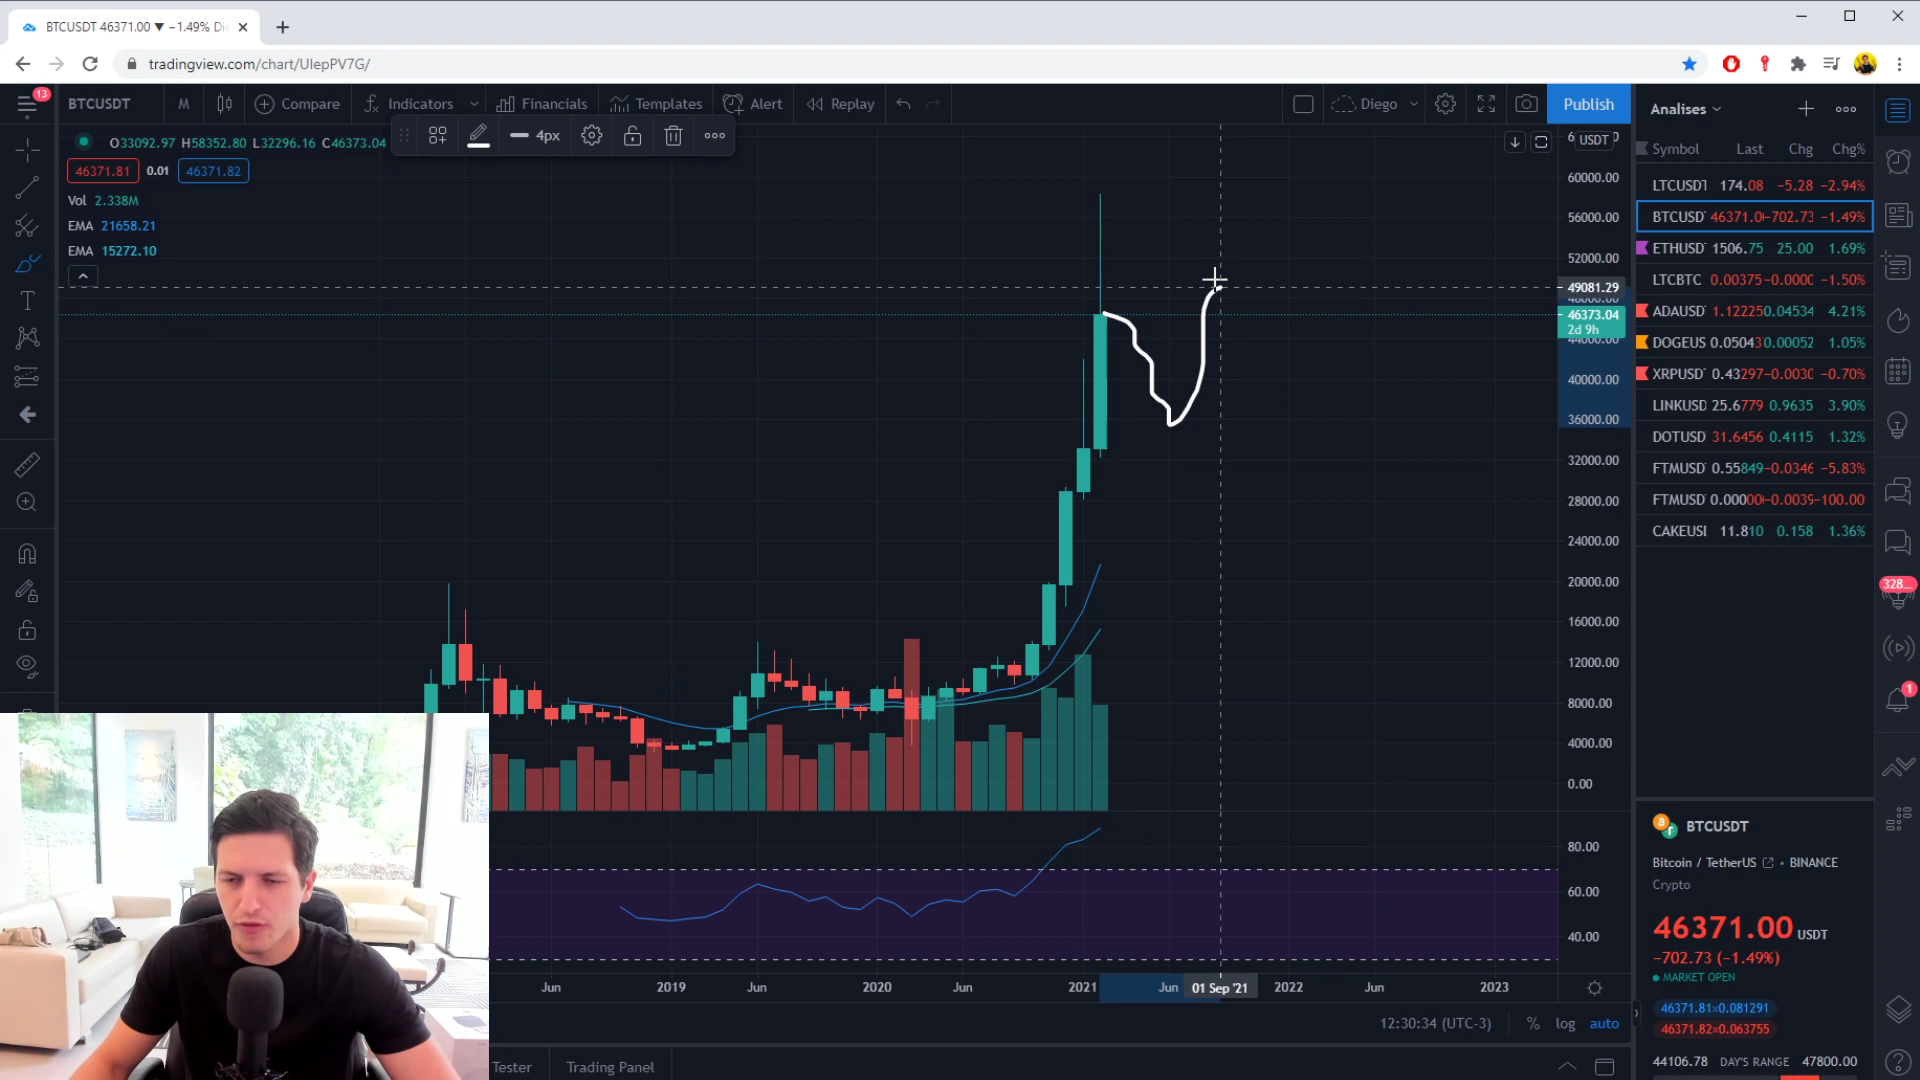 BTCUSDT 46371.00 ▼ −1.49% Di
tradingview.com/chart/UIepPV7G/
13
BTCUSDT M Compare Indicators Financials Templates Alert Replay Diego Publish
4px
O33092.97 H58352.80 L32296.16 C46373.04
46371.81 0.01 46371.82
Vol 2.338M
EMA 21658.21
EMA 15272.10
USDT
60000.00
56000.00
52000.00
49081.29
48000.00
46373.04
2d 9h
44000.00
40000.00
36000.00
32000.00
28000.00
24000.00
20000.00
16000.00
12000.00
8000.00
4000.00
0.00
80.00
60.00
40.00
Jun 2019 Jun 2020 Jun 2021 Jun 01 Sep '21 2022 Jun 2023
12:30:34 (UTC-3) % log auto
Tester Trading Panel
Analises
Symbol Last Chg Chg%
LTCUSDT 174.08 −5.28 −2.94%
BTCUSD 46371.0 −702.73 −1.49%
ETHUSD 1506.75 25.00 1.69%
LTCBTC 0.00375 −0.0000 −1.50%
ADAUSD 1.12225 0.04534 4.21%
DOGEUS 0.05043 0.00052 1.05%
XRPUSD 0.43297 −0.0030 −0.70%
LINKUSD 25.6779 0.9635 3.90%
DOTUSD 31.6456 0.4115 1.32%
FTMUSD 0.55849 −0.0346 −5.83%
FTMUSD 0.00000 −0.0039 −100.00
CAKEUSI 11.810 0.158 1.36%
328...
1
BTCUSDT
Bitcoin / TetherUS • BINANCE
Crypto
46371.00 USDT
−702.73 (−1.49%)
MARKET OPEN
46371.81×0.081291
46371.82×0.063755
44106.78 DAY'S RANGE 47800.00